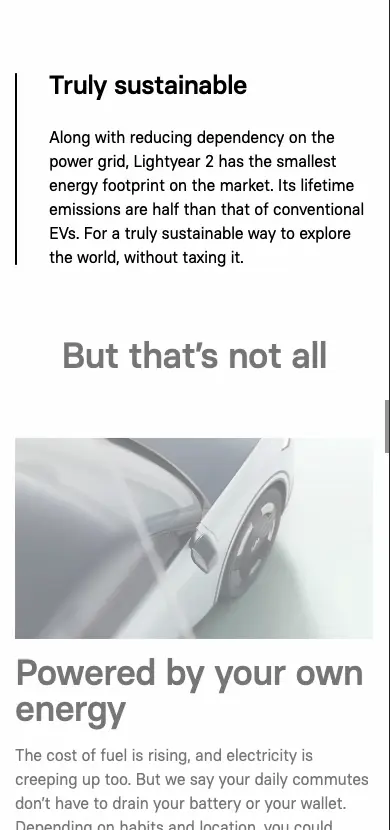 Truly sustainable
Along with reducing dependency on the
power grid, Lightyear 2 has the smallest
energy footprint on the market. Its lifetime
emissions are half than that of conventional
EVs. For a truly sustainable way to explore
the world, without taxing it.
But that’s not all
Powered by your own
energy
The cost of fuel is rising, and electricity is
creeping up too. But we say your daily commutes
don’t have to drain your battery or your wallet.
Depending on habits and location, you could